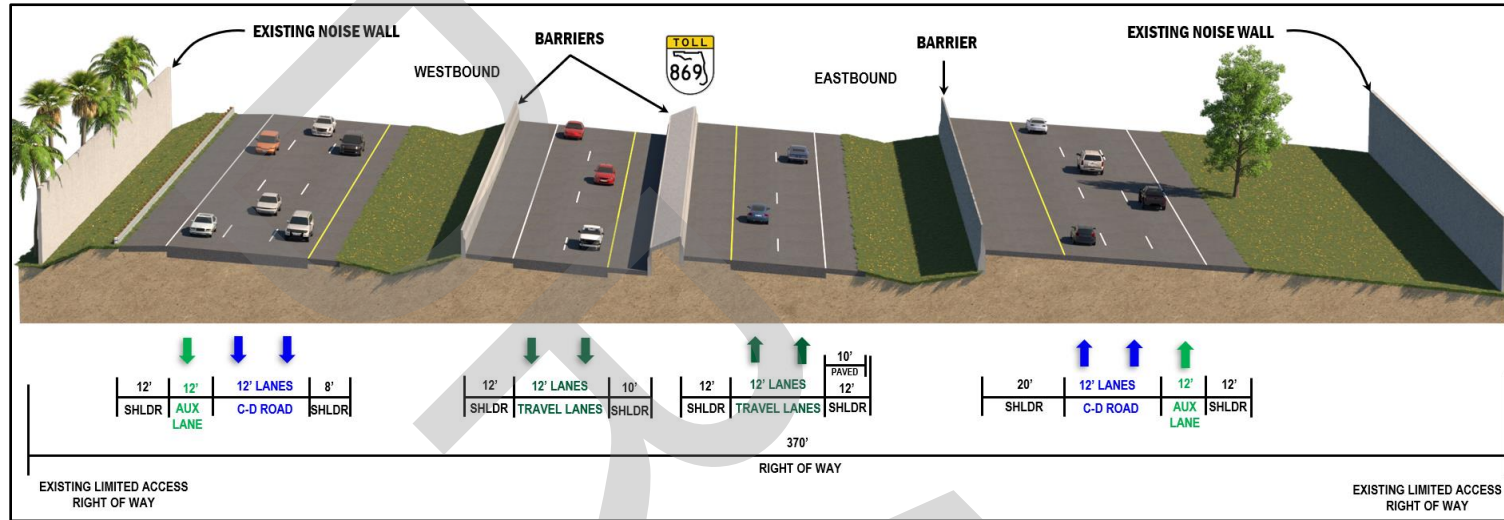 EXISTING NOISE WALL
BARRIERS
TOLL
869
BARRIER
EXISTING NOISE WALL
WESTBOUND
EASTBOUND
12' 12' 12' LANES 8'
SHLDR AUX LANE C-D ROAD SHLDR
12' 12' LANES 10'
SHLDR TRAVEL LANES SHLDR
10'
PAVED
12' 12' LANES 12'
SHLDR TRAVEL LANES SHLDR
20' 12' LANES 12' 12'
SHLDR C-D ROAD AUX LANE SHLDR
370'
RIGHT OF WAY
EXISTING LIMITED ACCESS
RIGHT OF WAY
EXISTING LIMITED ACCESS
RIGHT OF WAY